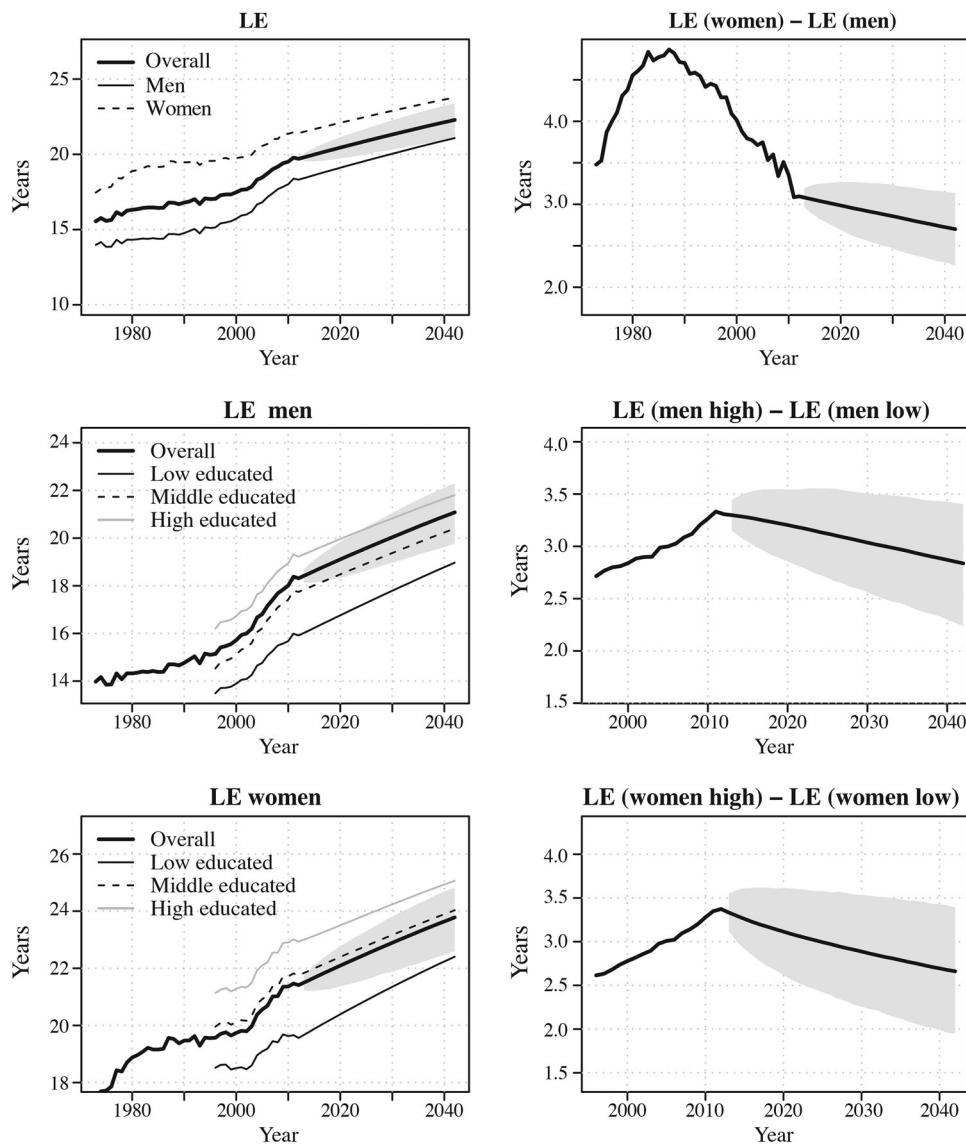 LE
Years
25
20
15
10
Overall
Men
Women
1980
2000
2020
2040
Year
LE (women) – LE (men)
Years
4.0
3.0
2.0
1980
2000
2020
2040
Year
LE men
Years
24
22
20
18
16
14
Overall
Low educated
Middle educated
High educated
1980
2000
2020
2040
Year
LE (men high) – LE (men low)
Years
4.0
3.5
3.0
2.5
2.0
1.5
2000
2010
2020
2030
2040
Year
LE women
Years
26
24
22
20
18
Overall
Low educated
Middle educated
High educated
1980
2000
2020
2040
Year
LE (women high) – LE (women low)
Years
4.0
3.5
3.0
2.5
2.0
1.5
2000
2010
2020
2030
2040
Year